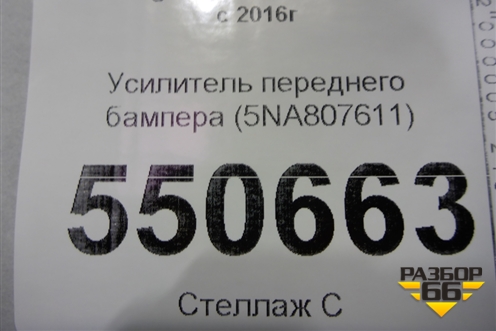 с 2016г
Усилитель переднего
бампера (5NA807611)
550663
Стеллаж С
РАЗБОР
66